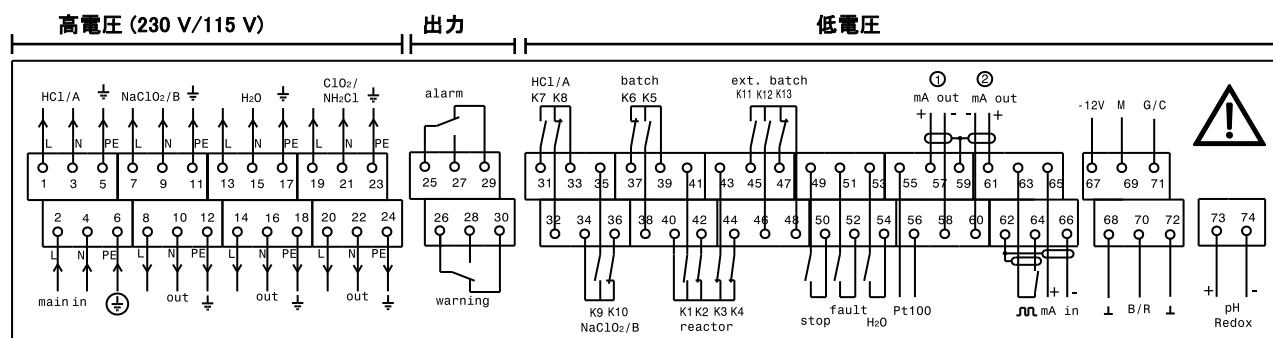 高電圧 (230 V/115 V) 出力 低電圧
HCl/A NaClO₂/B H₂O ClO₂/ NH₂Cl
alarm
HCl/A batch ext. batch ① ②
K7 K8 K6 K5 K11 K12 K13 mA out mA out -12V M G/C
+ - - +
L N PE L N PE L N PE L N PE
1 3 5 7 9 11 13 15 17 19 21 23 25 27 29 31 33 35 37 39 41 43 45 47 49 51 53 55 57 59 61 63 65 67 69 71
2 4 6 8 10 12 14 16 18 20 22 24 26 28 30 32 34 36 38 40 42 44 46 48 50 52 54 56 58 60 62 64 66 68 70 72 73 74
L N PE L N PE L N PE L N PE
main in out out out warning
K9 K10 K1 K2 K3 K4 stop fault H₂O Pt100 + - mA in ⊥ B/R ⊥ + -
NaClO₂/B reactor pH
Redox